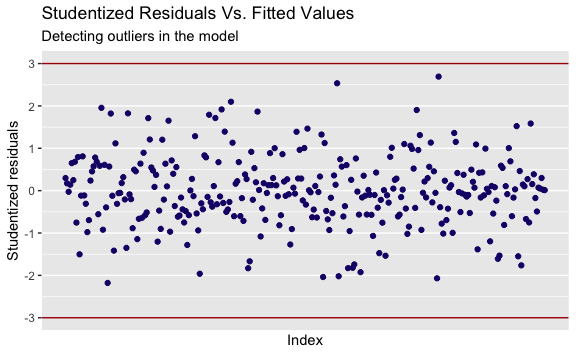 Studentized Residuals Vs. Fitted Values
Detecting outliers in the model
Studentized residuals
3
2
1
0
-1
-2
-3
Index